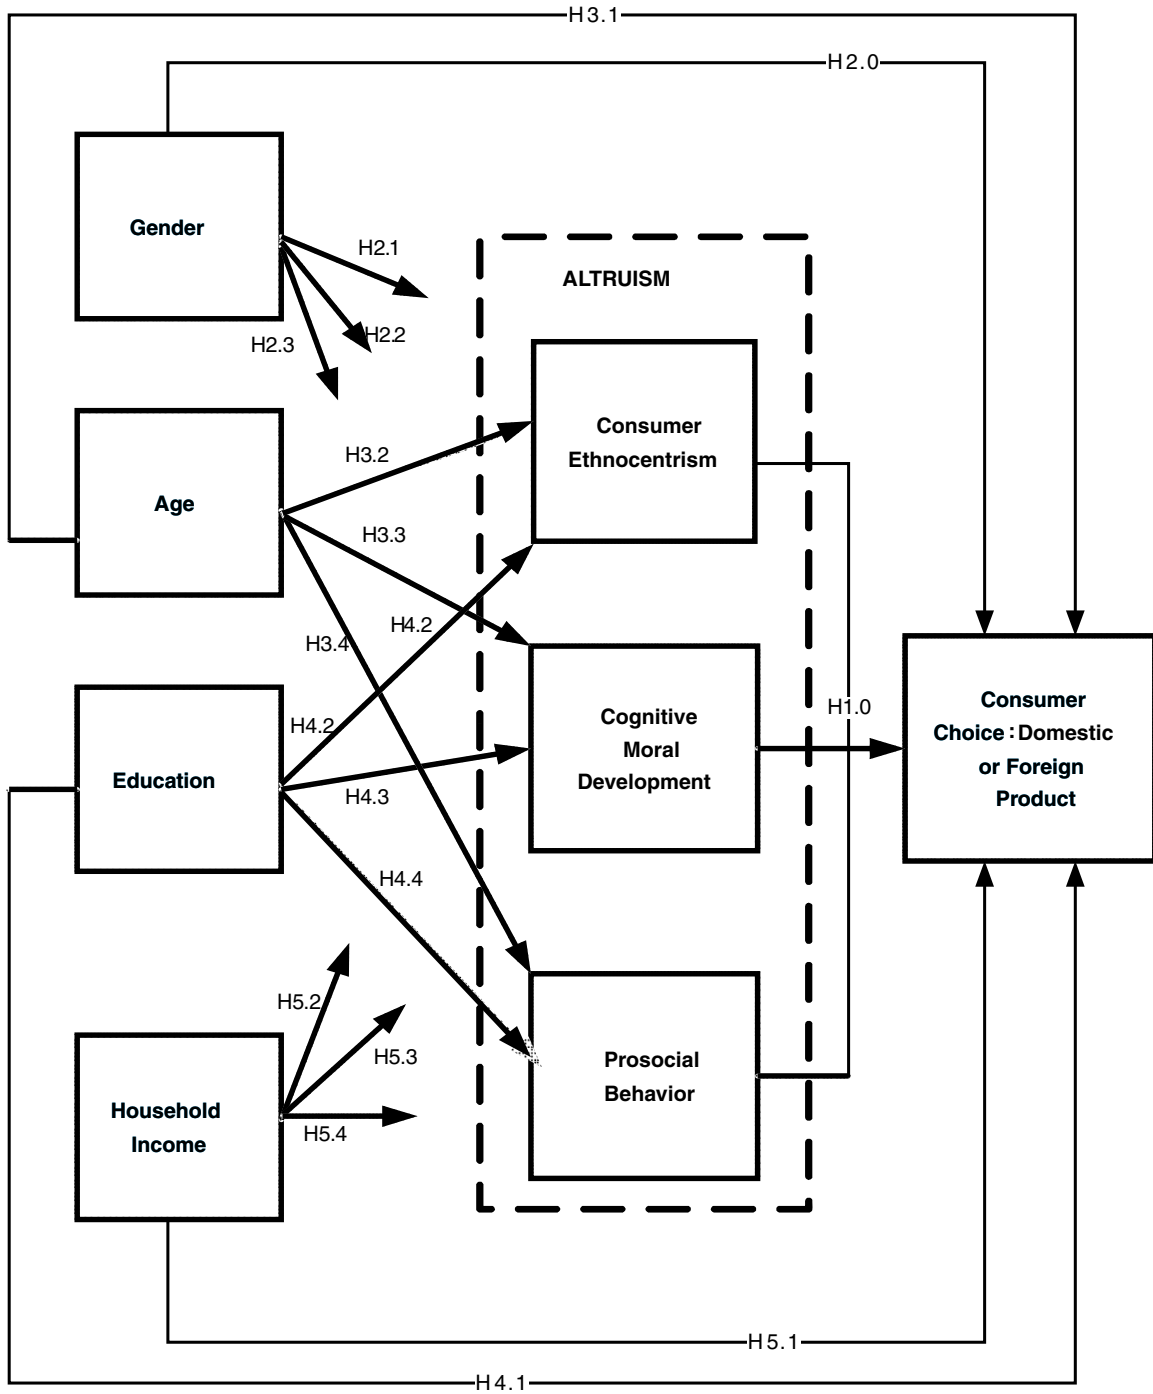 H3.1
H2.0
Gender
H2.1
ALTRUISM
H2.2
H2.3
Consumer
Ethnocentrism
H3.2
Age
H3.3
H4.2
H3.4
Cognitive
Moral
Development
H1.0
Consumer
Choice: Domestic
or Foreign
Product
H4.2
Education
H4.3
H4.4
H5.2
H5.3
Prosocial
Behavior
Household
Income
H5.4
H5.1
H4.1